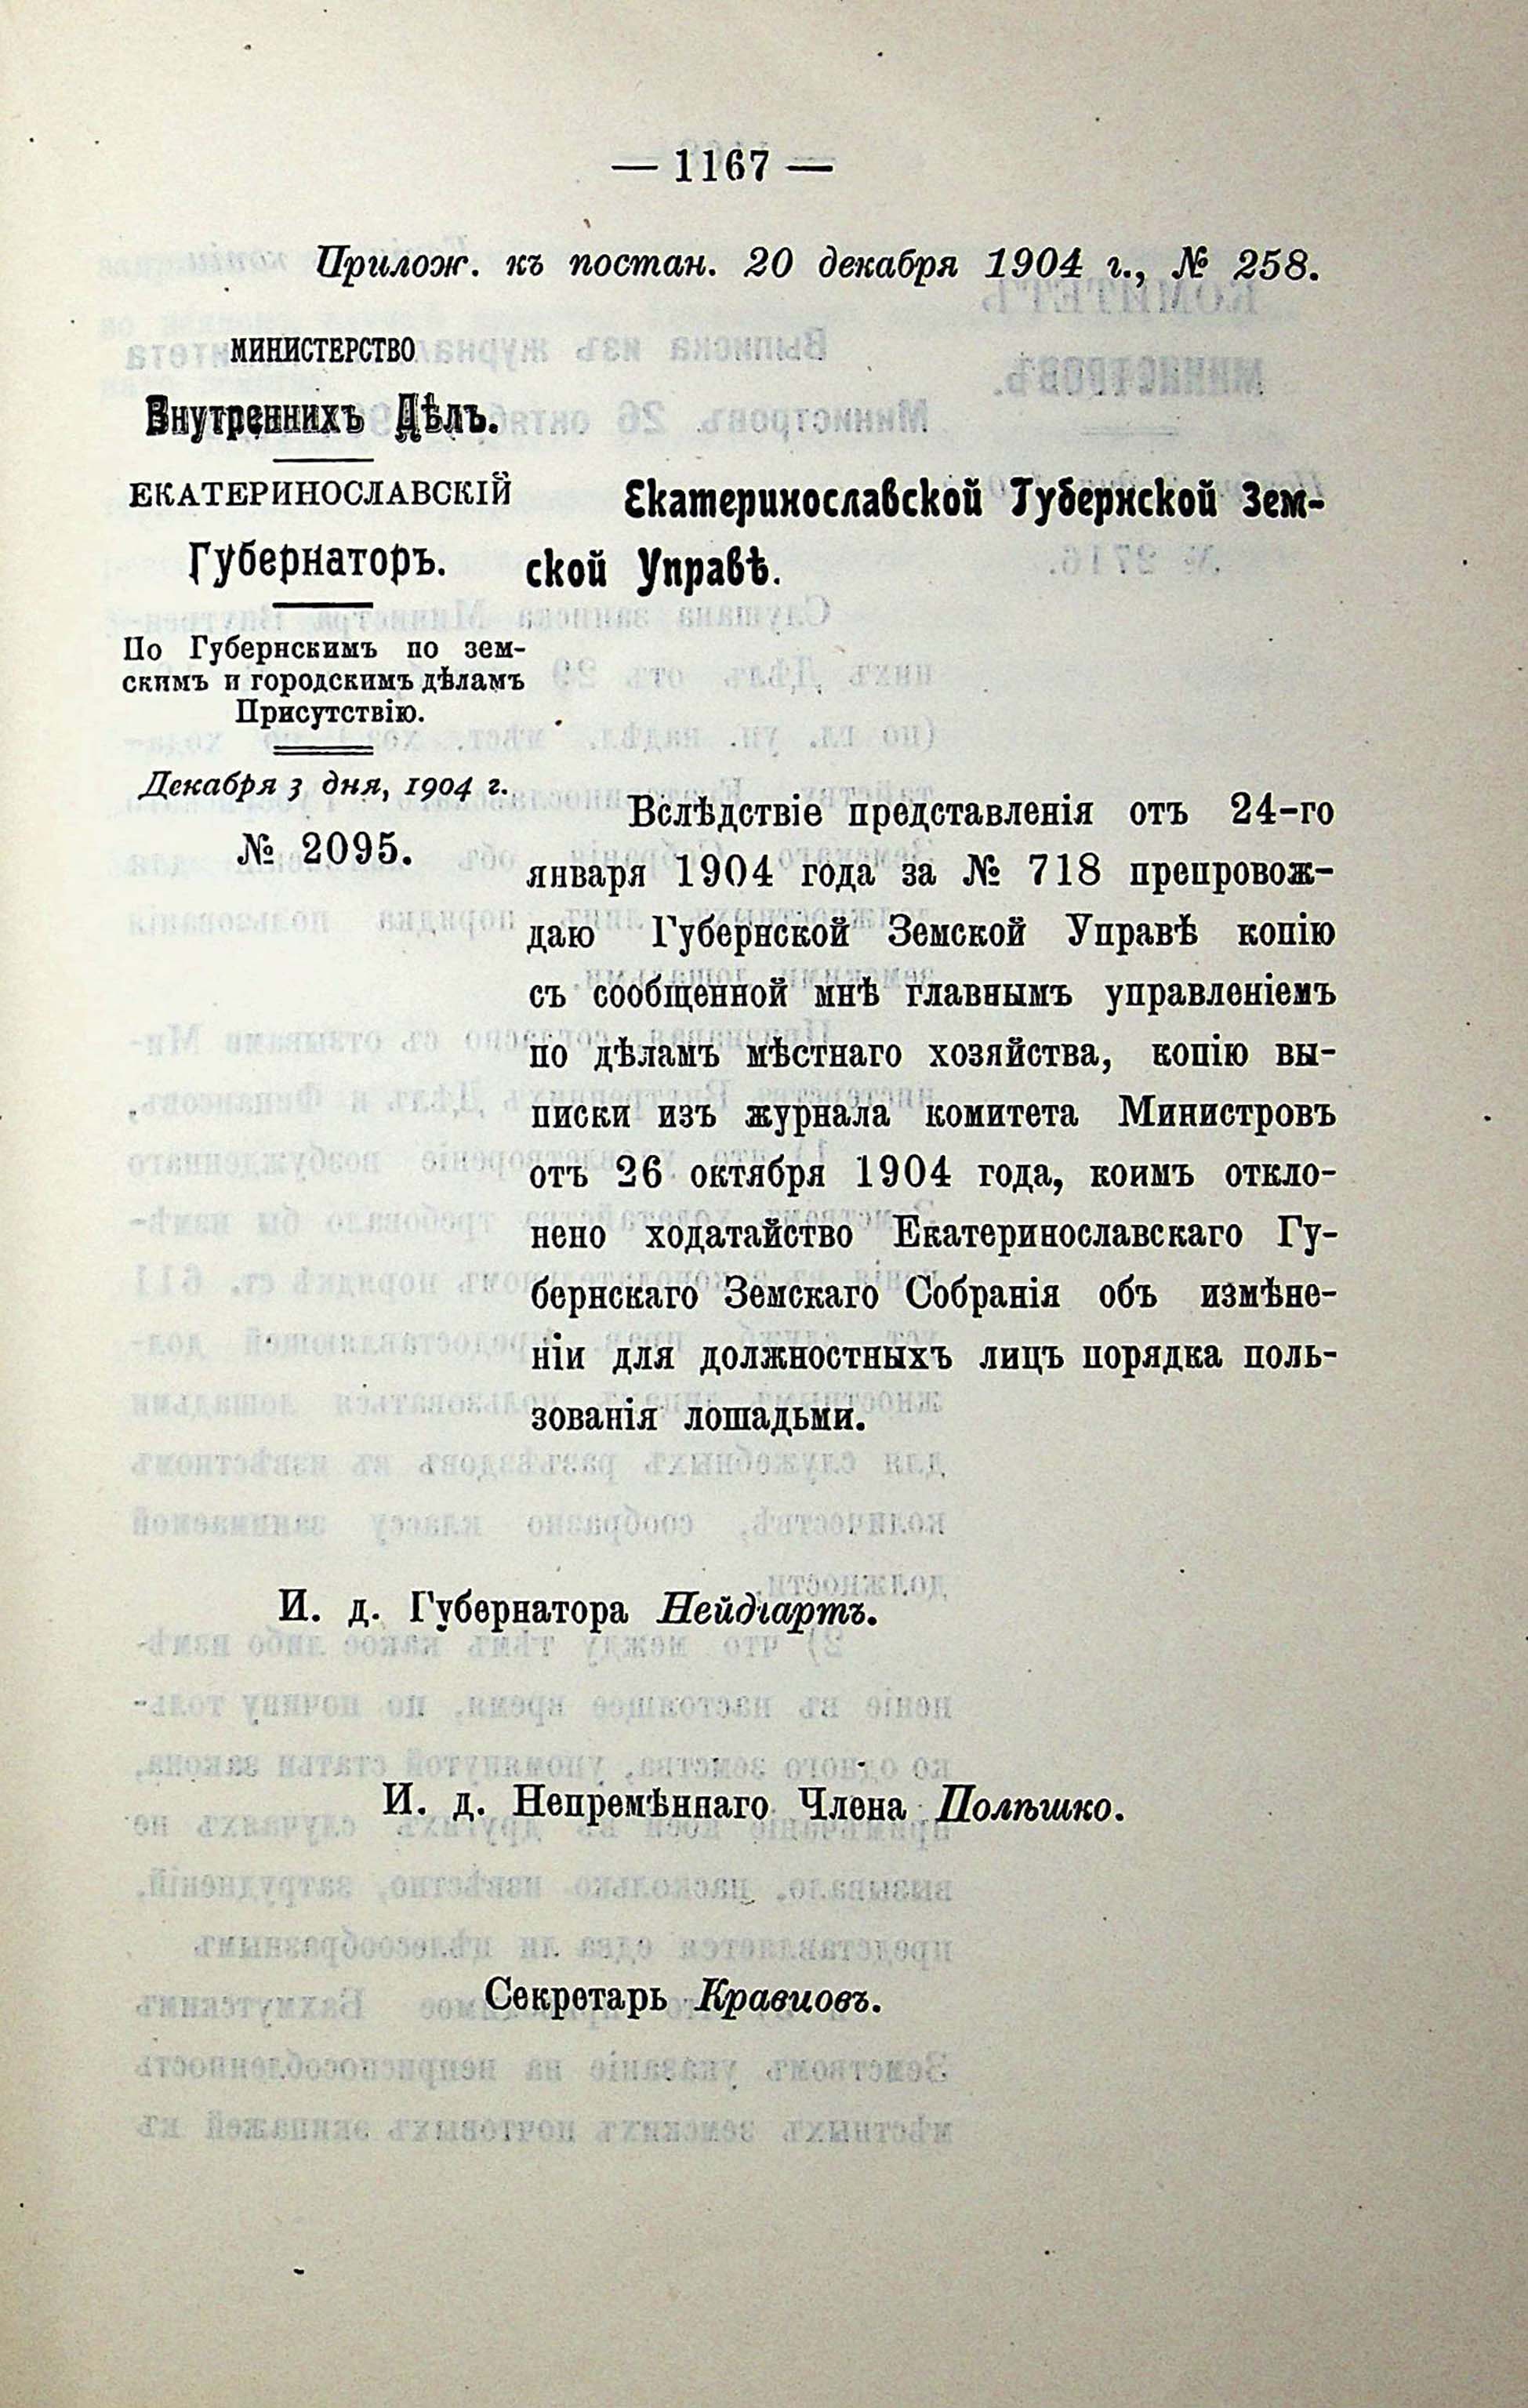 — 1167 —
Прилож. къ постан. 20 декабря 1904 г., № 258.
МИНИСТЕРСТВО
Внутреннихъ Дѣлъ.
ЕКАТЕРИНОСЛАВСКІЙ
Губернаторъ.
По Губернскимъ по зем-
скимъ и городскимъ дѣламъ
Присутствію.
Декабря 3 дня, 1904 г.
№ 2095.
Екатеринославской Губернской Зем-
ской Управѣ.
Вслѣдствіе представленія отъ 24-го
января 1904 года за № 718 препровож-
даю Губернской Земской Управѣ копію
съ сообщенной мнѣ главнымъ управленіемъ
по дѣламъ мѣстнаго хозяйства, копію вы-
писки изъ журнала комитета Министровъ
отъ 26 октября 1904 года, коимъ откло-
нено ходатайство Екатеринославскаго Гу-
бернскаго Земскаго Собранія объ измѣне-
ніи для должностныхъ лицъ порядка поль-
зованія лошадьми.
И. д. Губернатора Нейдгартъ.
И. д. Непремѣннаго Члена Полѣшко.
Секретарь Кравцовъ.